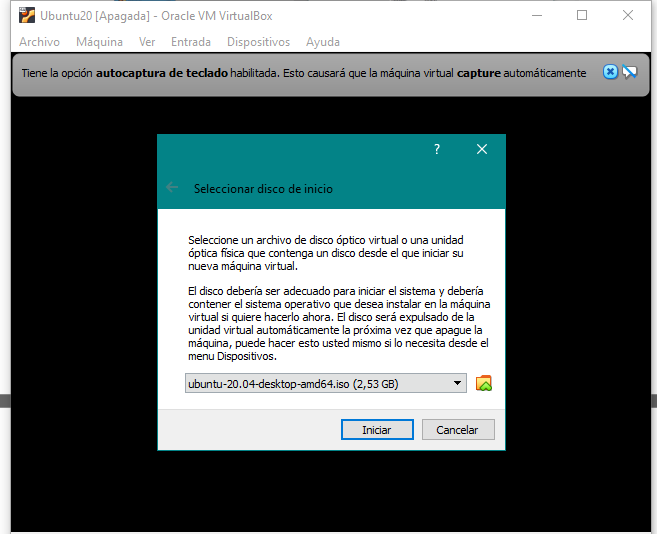 Ubuntu20 [Apagada] - Oracle VM VirtualBox
Archivo Máquina Ver Entrada Dispositivos Ayuda
Tiene la opción autocaptura de teclado habilitada. Esto causará que la máquina virtual capture automáticamente
?
Seleccionar disco de inicio
Seleccione un archivo de disco óptico virtual o una unidad
óptica física que contenga un disco desde el que iniciar su
nueva máquina virtual.
El disco debería ser adecuado para iniciar el sistema y debería
contener el sistema operativo que desea instalar en la máquina
virtual si quiere hacerlo ahora. El disco será expulsado de la
unidad virtual automáticamente la próxima vez que apague la
máquina, puede hacer esto usted mismo si lo necesita desde el
menu Dispositivos.
ubuntu-20.04-desktop-amd64.iso (2,53 GB)
Iniciar Cancelar